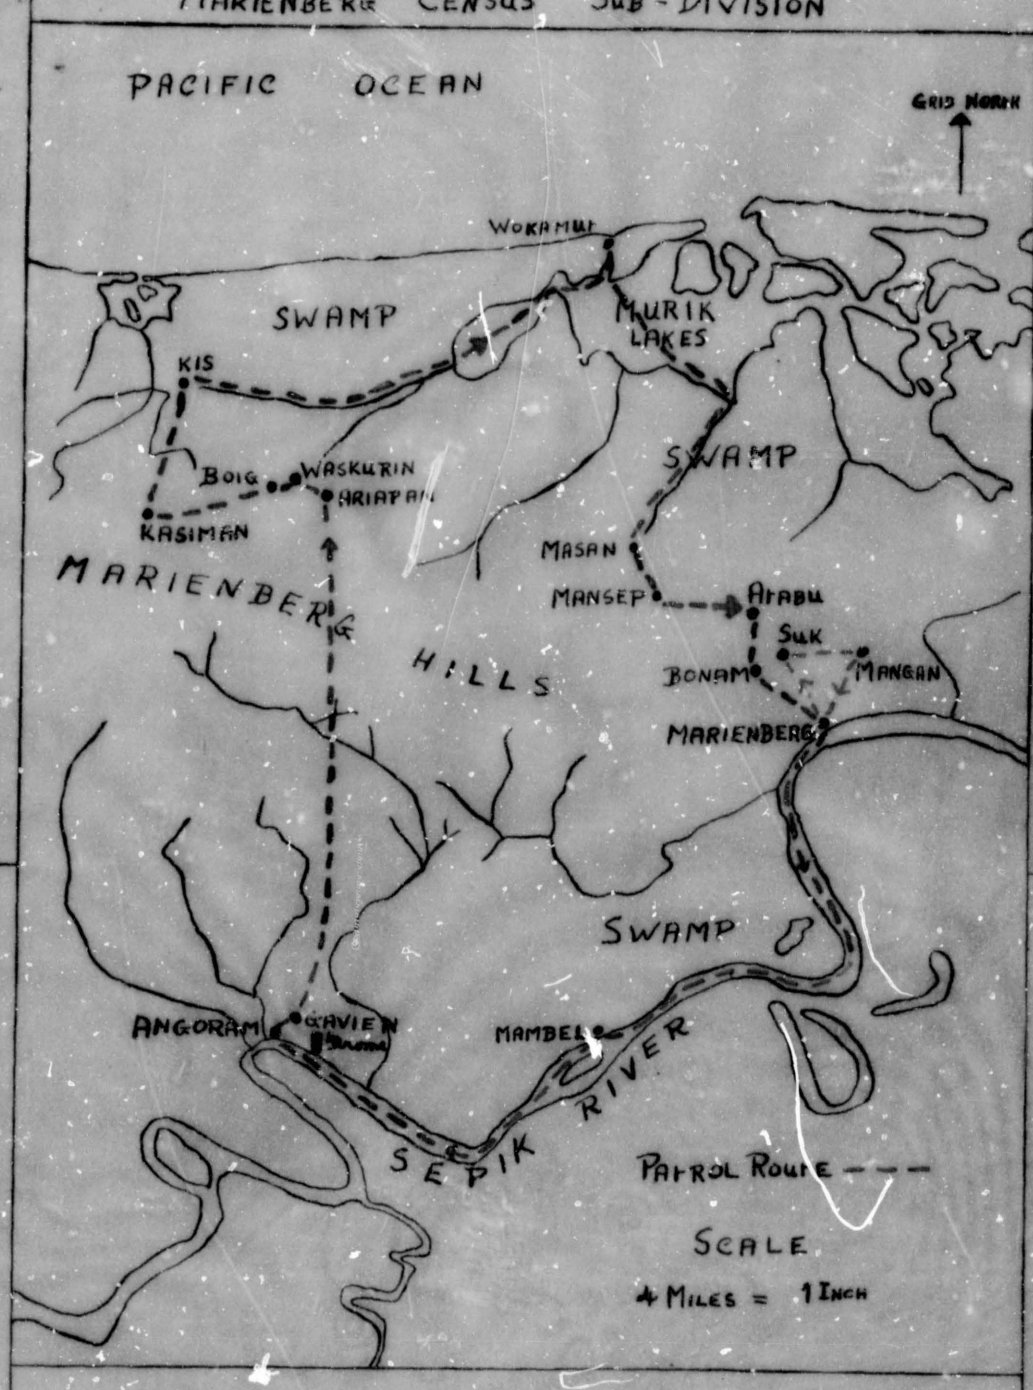 MARIENBERG CENSUS SUB-DIVISION
PACIFIC OCEAN
GRID NORTH
WOKAMUT
SWAMP
MURIK
LAKES
KIS
SWAMP
BOIG
WASKURIN
ARIAPAN
KASIMAN
MASAN
MARIENBERG
HILLS
MANSEP
ARABU
SUK
BONAM
MANGAN
MARIENBERG
SWAMP
ANGORAM
GAVIEN
MAMBEL
SEPIK RIVER
PATROL ROUTE
SCALE
4 MILES = 1 INCH